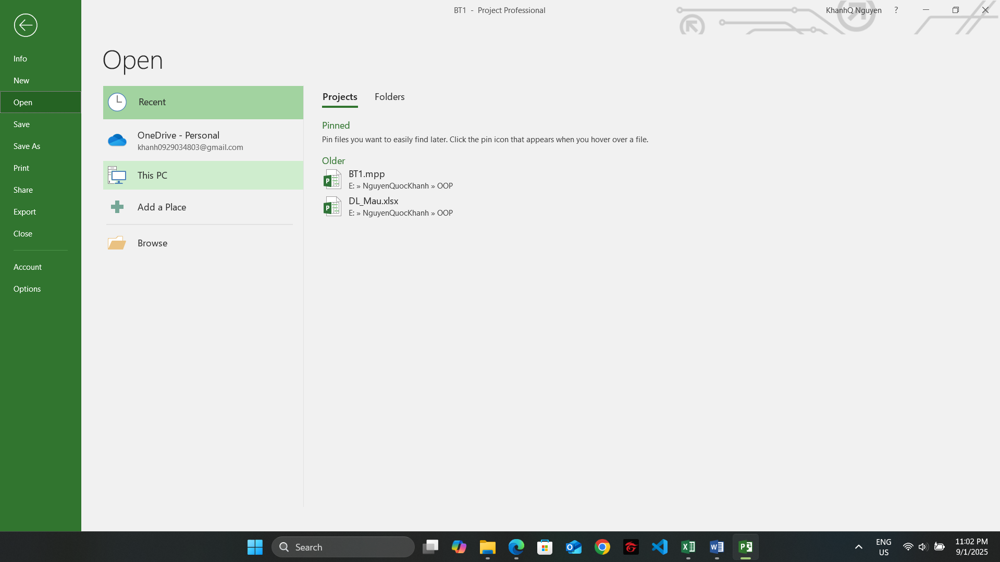 BT1 - Project Professional
KhanhQ Nguyen
?
Info
New
Open
Save
Save As
Print
Share
Export
Close
Account
Options
Open
Recent
OneDrive - Personal
khanh0929034803@gmail.com
This PC
Add a Place
Browse
Projects Folders
Pinned
Pin files you want to easily find later. Click the pin icon that appears when you hover over a file.
Older
BT1.mpp
E: » NguyenQuocKhanh » OOP
DL_Mau.xlsx
E: » NguyenQuocKhanh » OOP
Search
ENG
US
11:02 PM
9/1/2025